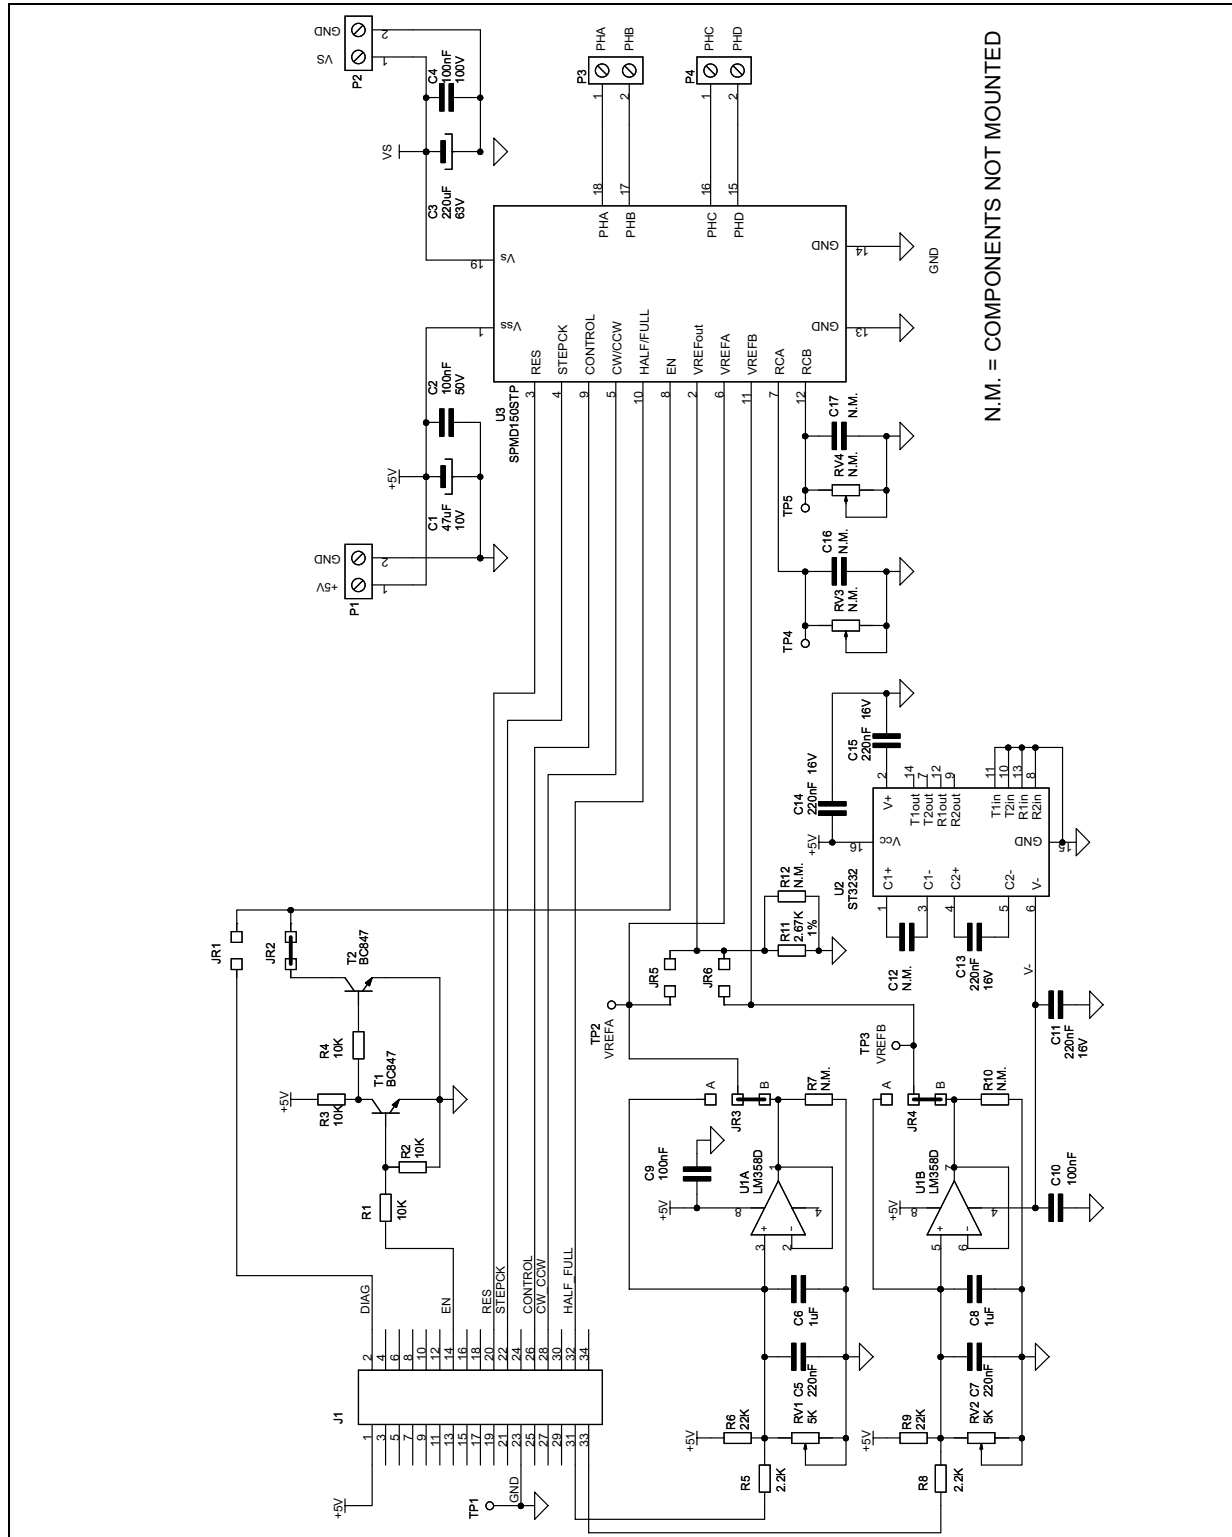 GND
2
VS
1
P2
C4
100nF
100V
VS
C3
220uF
63V
P3
PHA
PHB
1
2
P4
PHC
PHD
1
2
18
17
16
15
PHA
PHB
PHC
PHD
19
Vs
1
Vss
GND
14
GND
GND
13
RES
STEPCK
CONTROL
CW/CCW
HALF/FULL
EN
VREFout
VREFA
VREFB
RCA
RCB
3
4
9
5
10
8
2
6
11
7
12
U3
SPMD150STP
C2
100nF
50V
+5V
C1
47uF
10V
GND
2
+5V
1
P1
C17
N.M.
RV4
N.M.
TP5
C16
N.M.
RV3
N.M.
TP4
N.M. = COMPONENTS NOT MOUNTED
C15
220nF 16V
C14
220nF 16V
+5V
16
Vcc
2
V+
14
T1out
7
T2out
12
R1out
9
R2out
11
T1in
10
T2in
13
R1in
8
R2in
GND
15
U2
ST3232
C1+
1
C1-
3
C2+
4
C2-
5
V-
6
C12
N.M.
C13
220nF
16V
V-
C11
220nF
16V
R12
N.M.
R11
2.67K
1%
JR1
JR2
T2
BC847
R4
10K
T1
BC847
+5V
R3
10K
R2
10K
R1
10K
JR5
JR6
TP2
VREFA
TP3
VREFB
A
JR3
B
R7
N.M.
A
JR4
B
R10
N.M.
C9
100nF
+5V
U1A
LM358D
8
1
4
3
+
2
-
+5V
U1B
LM358D
8
7
4
5
+
6
-
C10
100nF
C6
1uF
C5
220nF
RV1
5K
+5V
R6
22K
R5
2.2K
C8
1uF
C7
220nF
RV2
5K
+5V
R9
22K
R8
2.2K
DIAG
EN
RES
STEPCK
CONTROL
CW_CCW
HALF_FULL
2
4
6
8
10
12
14
16
18
20
22
24
26
28
30
32
34
J1
1
3
5
7
9
11
13
15
17
19
21
23
25
27
29
31
33
+5V
TP1
GND